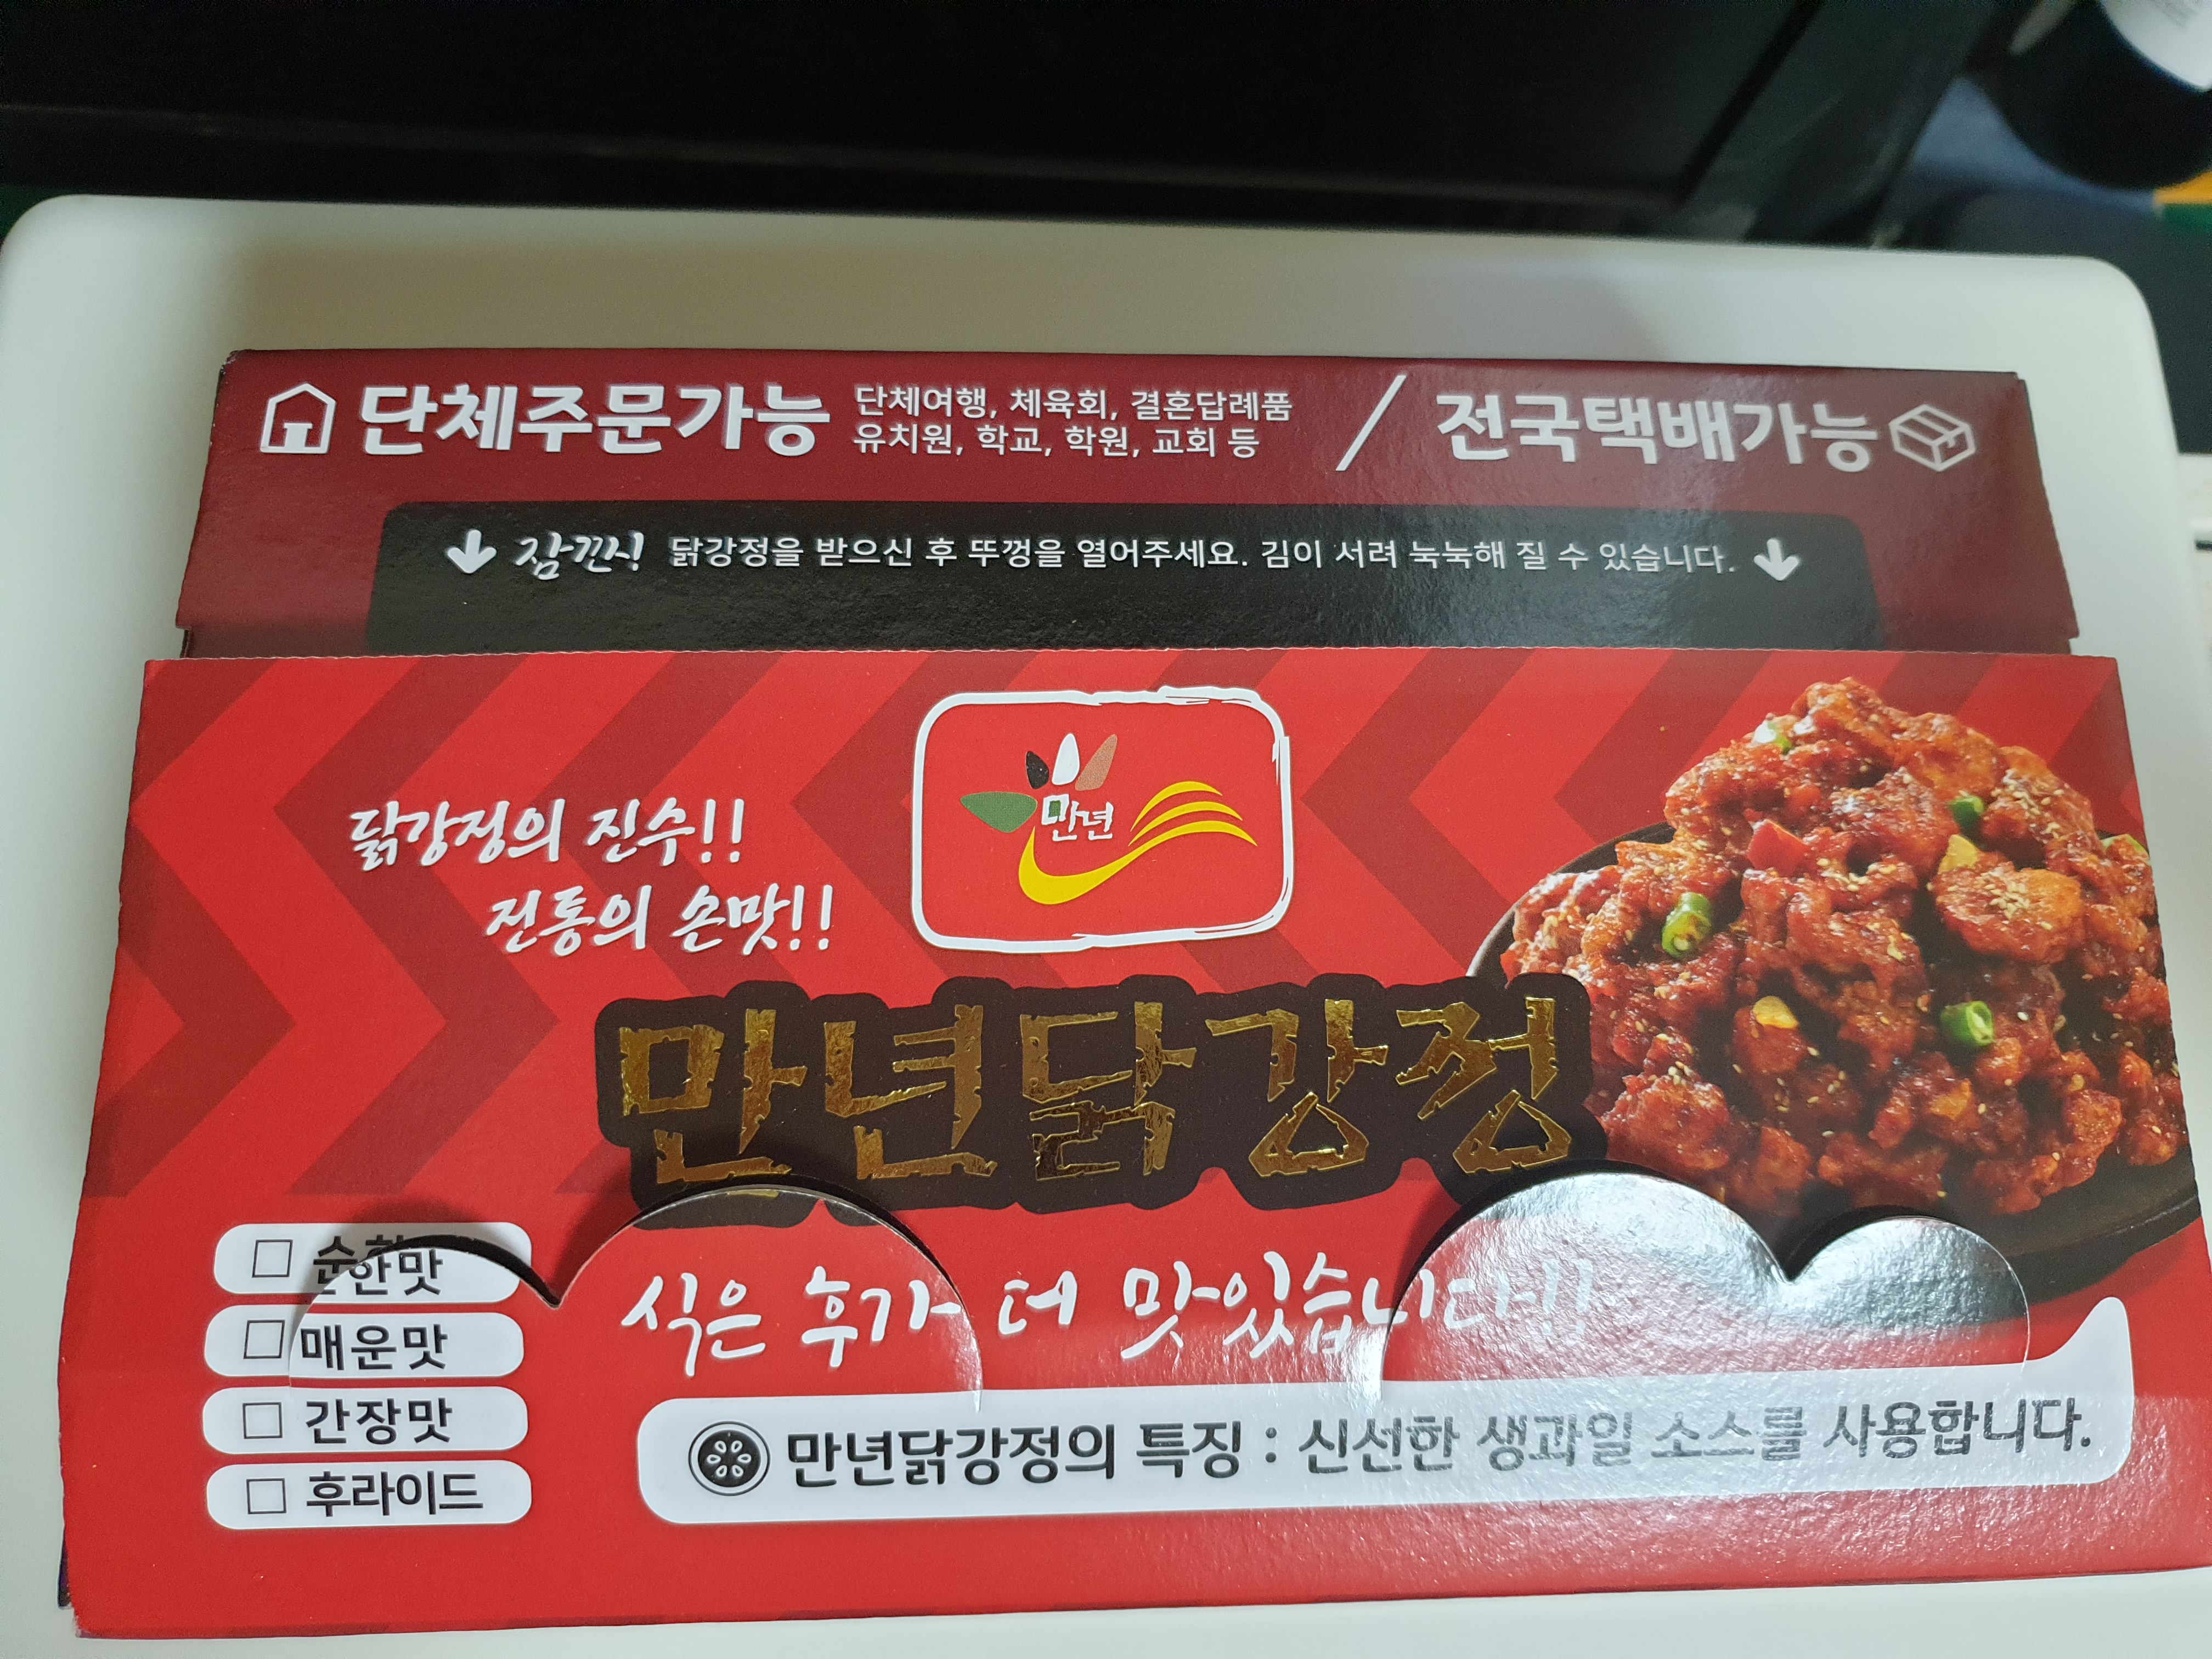 단체주문가능
단체여행, 체육회, 결혼답례품
유치원, 학교, 학원, 교회 등
/ 전국택배가능
잠깐! 닭강정을 받으신 후 뚜껑을 열어주세요. 김이 서려 눅눅해 질 수 있습니다.
만년
닭강정의 진수!!
전통의 손맛!!
만년닭강정
식은 후가 더 맛있습니다!!
순한맛
매운맛
간장맛
후라이드
만년닭강정의 특징 : 신선한 생과일 소스를 사용합니다.